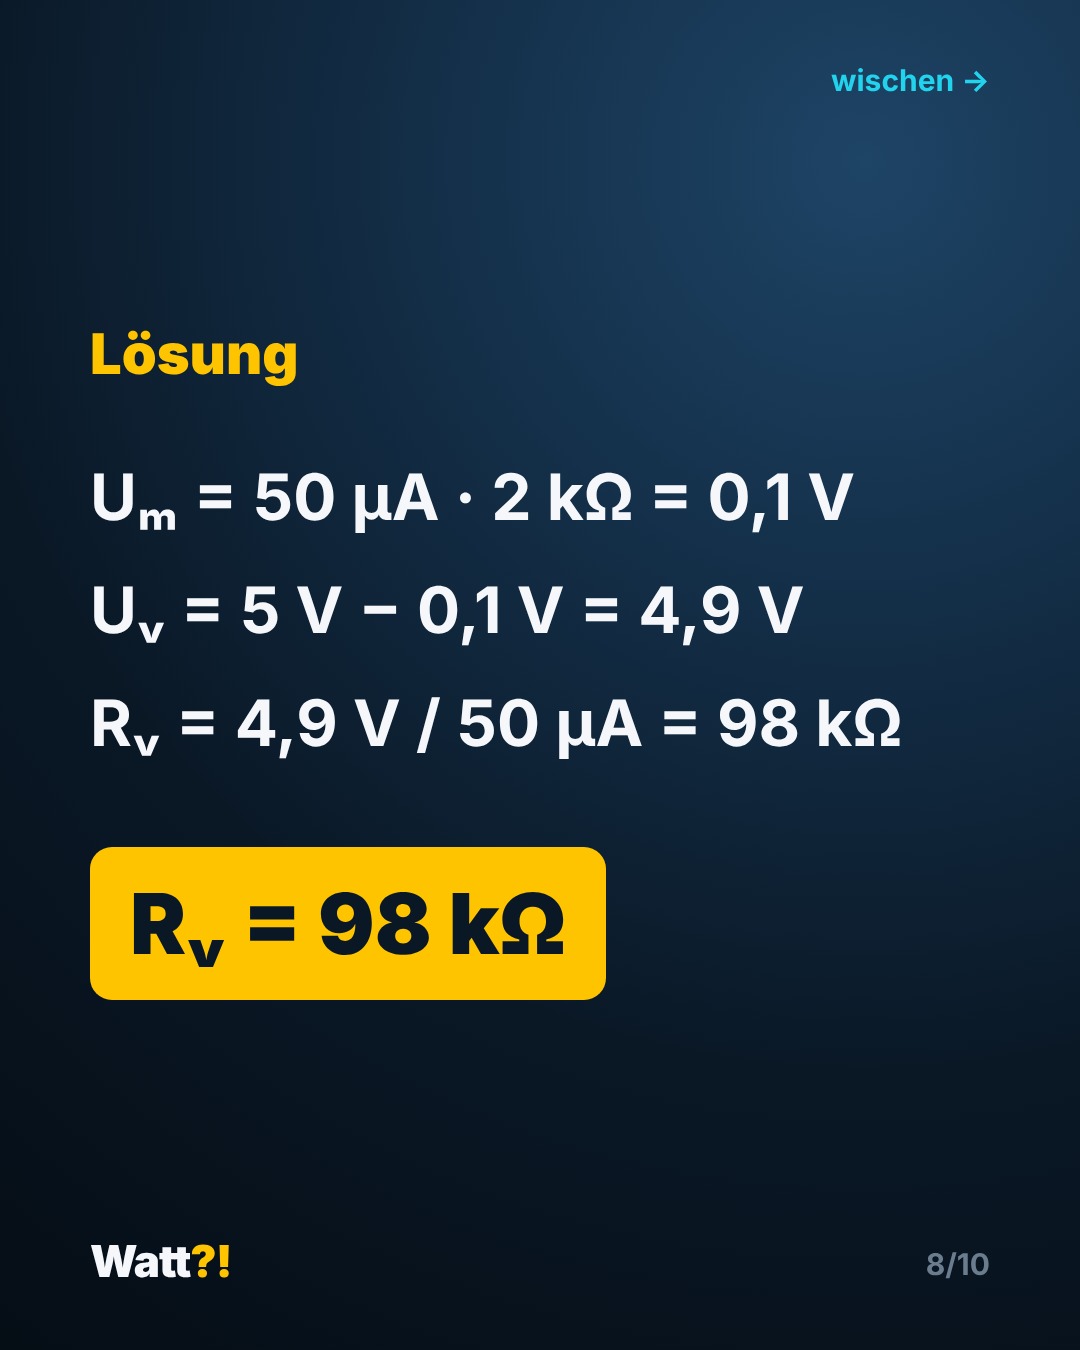 wischen →
Lösung
Uₘ = 50 µA · 2 kΩ = 0,1 V
Uᵥ = 5 V − 0,1 V = 4,9 V
Rᵥ = 4,9 V / 50 µA = 98 kΩ
Rᵥ = 98 kΩ
Watt?!
8/10